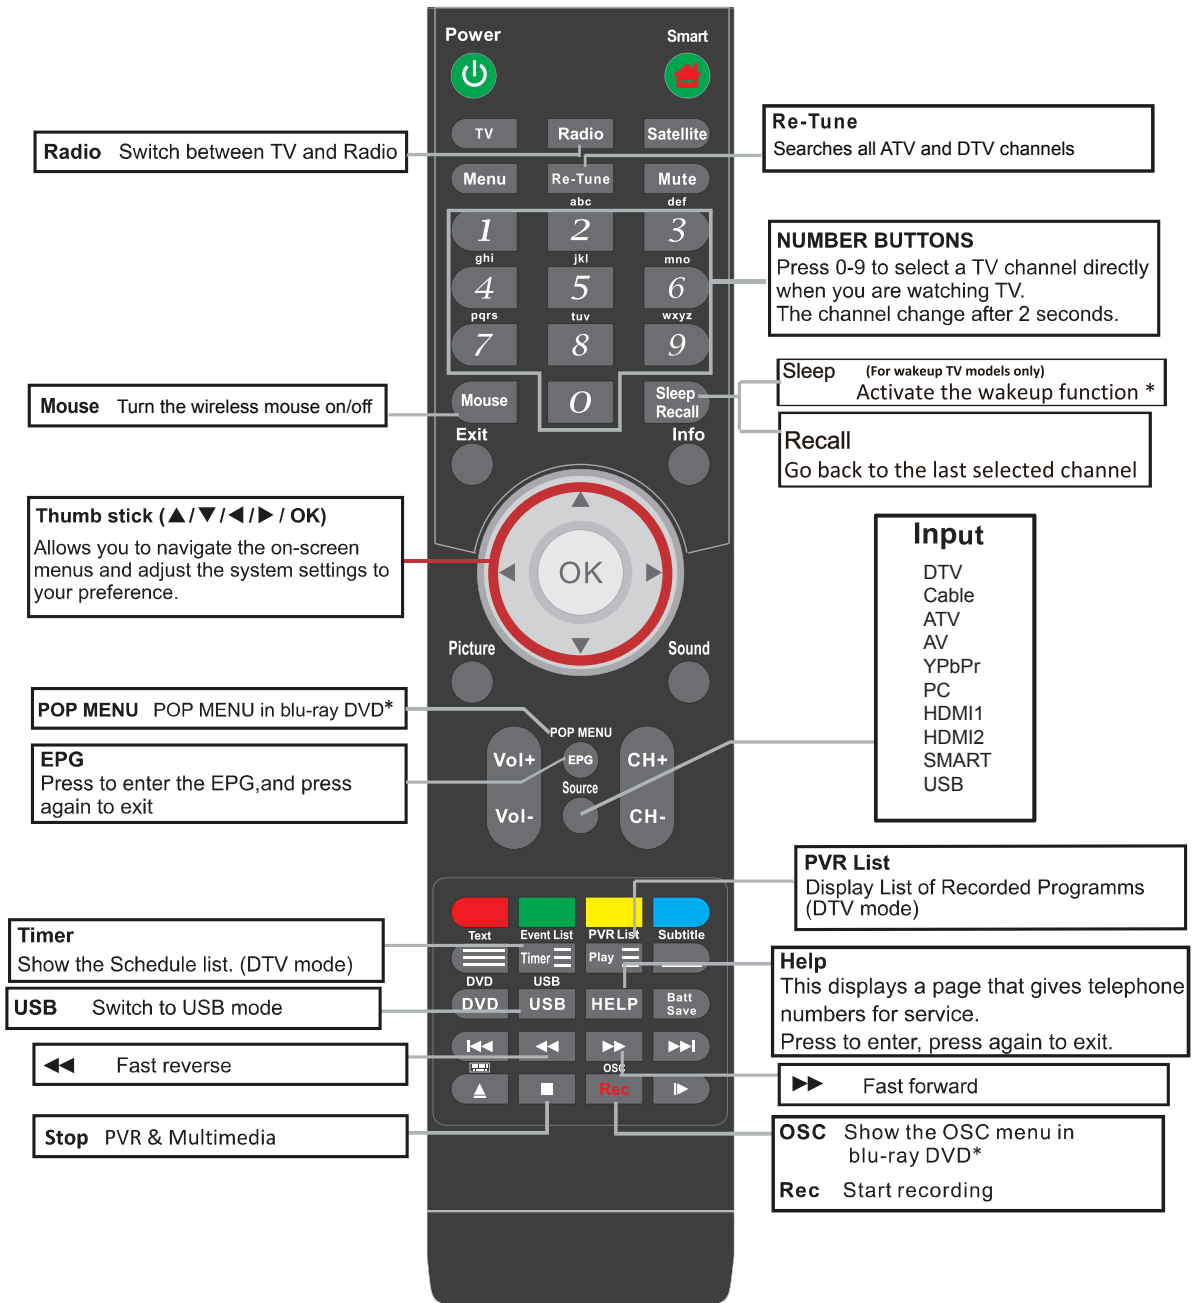 Power
Smart
TV
Radio
Satellite
Radio Switch between TV and Radio
Re-Tune
Searches all ATV and DTV channels
Menu
Re-Tune
Mute
abc
def
1
2
3
ghi
jkl
mno
4
5
6
pqrs
tuv
wxyz
7
8
9
NUMBER BUTTONS
Press 0-9 to select a TV channel directly
when you are watching TV.
The channel change after 2 seconds.
Mouse Turn the wireless mouse on/off
Mouse
0
Sleep
Recall
Sleep (For wakeup TV models only)
Activate the wakeup function *
Recall
Go back to the last selected channel
Exit
Info
Thumb stick (▲/▼/◀/▶ / OK)
Allows you to navigate the on-screen
menus and adjust the system settings to
your preference.
OK
Input
DTV
Cable
ATV
AV
YPbPr
PC
HDMI1
HDMI2
SMART
USB
Picture
Sound
POP MENU POP MENU in blu-ray DVD*
EPG
Press to enter the EPG,and press
again to exit
POP MENU
Vol+
EPG
CH+
Source
Vol-
CH-
PVR List
Display List of Recorded Programms
(DTV mode)
Text
Event List
PVR List
Subtitle
Timer
Play
Timer
Show the Schedule list. (DTV mode)
DVD
USB
DVD
USB
HELP
Batt
Save
USB Switch to USB mode
Help
This displays a page that gives telephone
numbers for service.
Press to enter, press again to exit.
◀◀ Fast reverse
▶▶ Fast forward
OSC
Rec
Stop PVR & Multimedia
OSC Show the OSC menu in
blu-ray DVD*
Rec Start recording